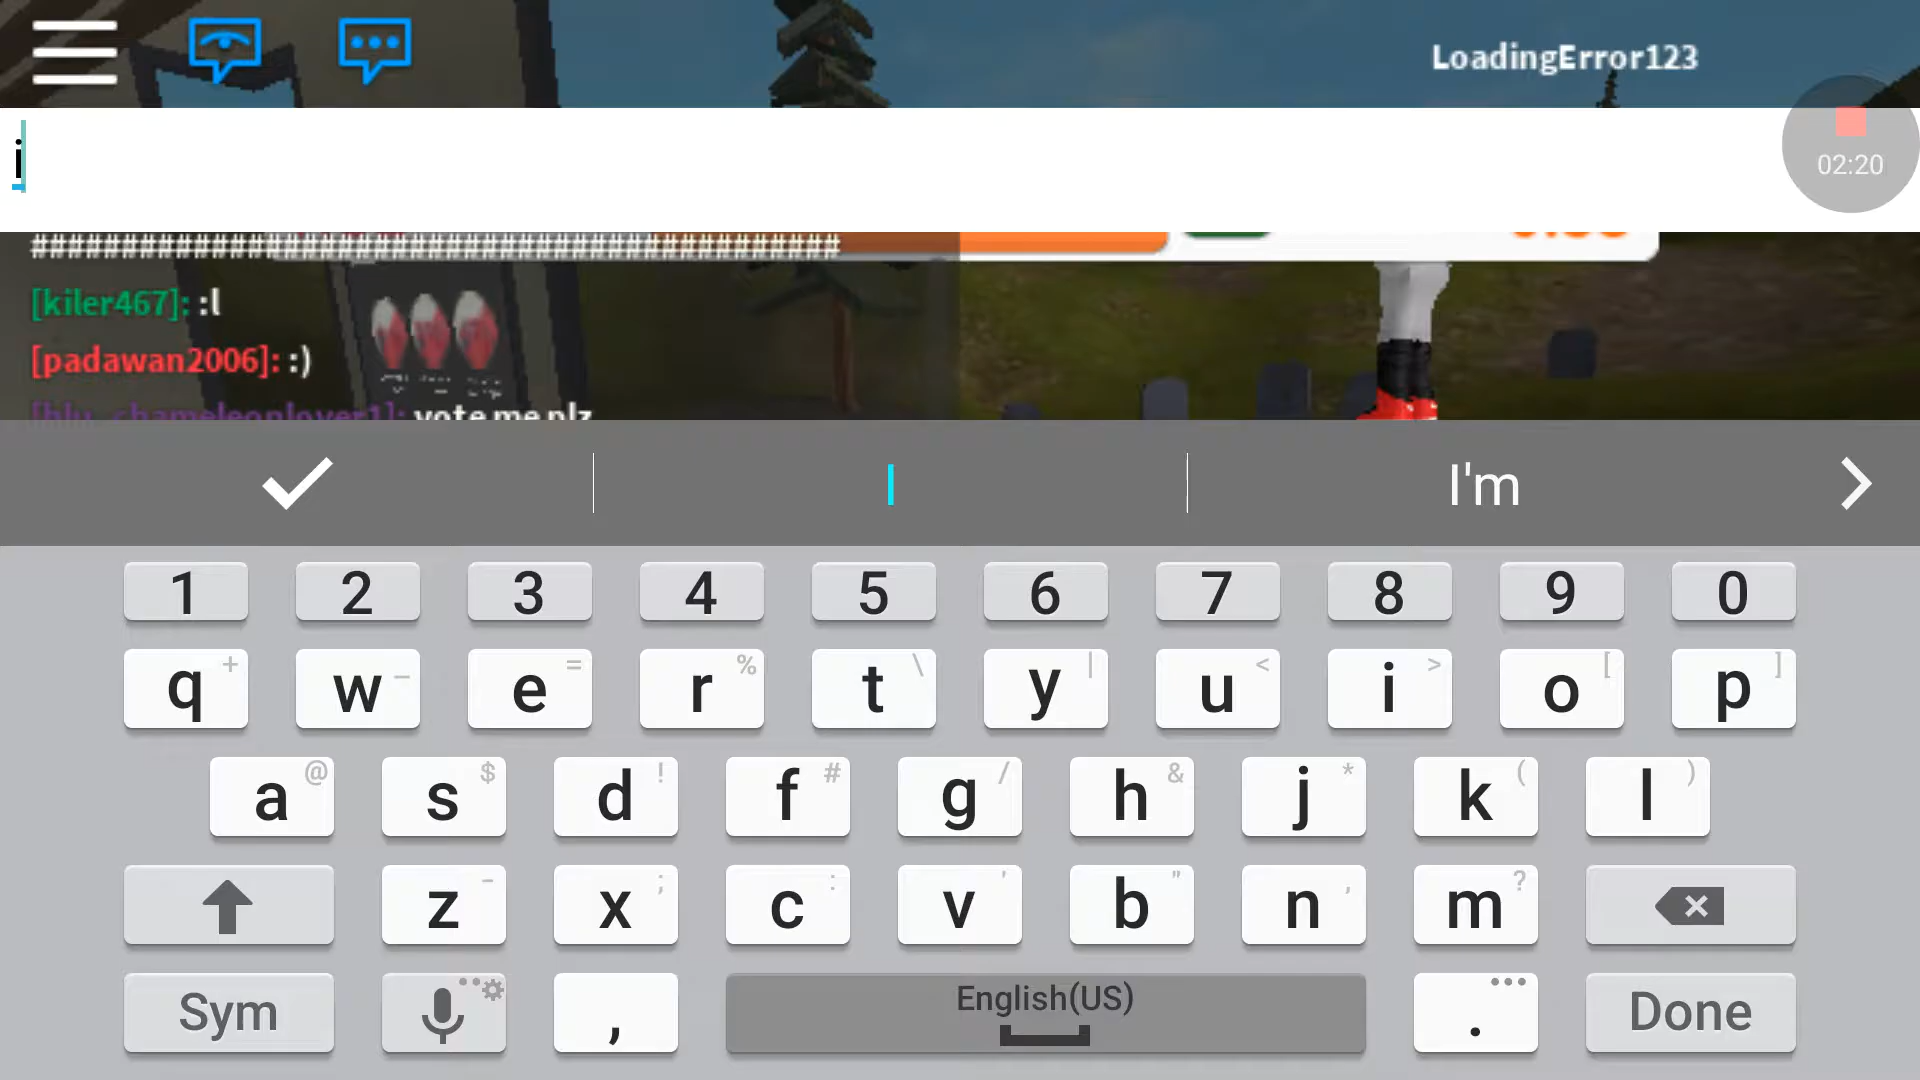 LoadingError123
i
02:20
##############################################
[kiler467]: :l
[padawan2006]: :)
[blu_chameleonlover1]: vote me plz
I
I'm
1 2 3 4 5 6 7 8 9 0
q + w _ e = r % t \ y | u < i > o [ p ]
a @ s $ d ! f # g / h & j * k ( l )
z - x ; c : v ' b " n , m ?
Sym , English(US) . Done